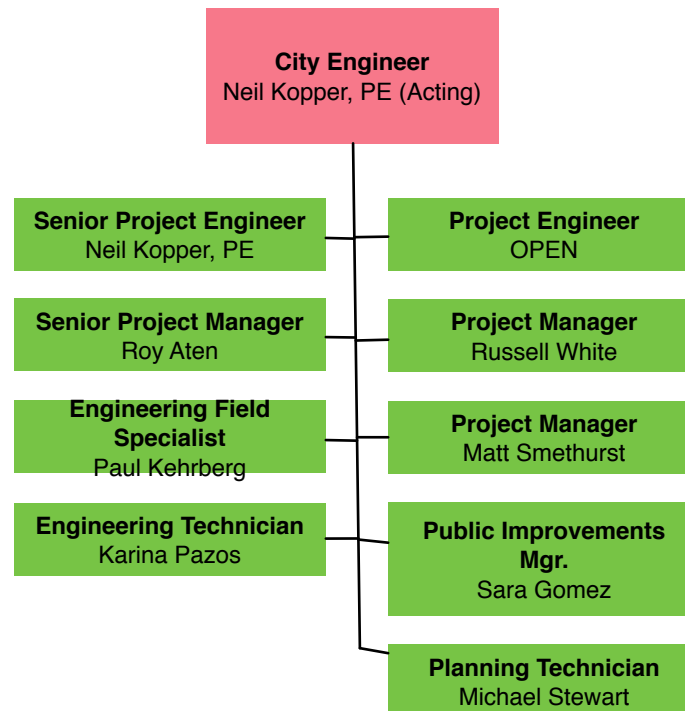 City Engineer
Neil Kopper, PE (Acting)
Senior Project Engineer
Neil Kopper, PE
Project Engineer
OPEN
Senior Project Manager
Roy Aten
Project Manager
Russell White
Engineering Field
Specialist
Paul Kehrberg
Project Manager
Matt Smethurst
Engineering Technician
Karina Pazos
Public Improvements
Mgr.
Sara Gomez
Planning Technician
Michael Stewart